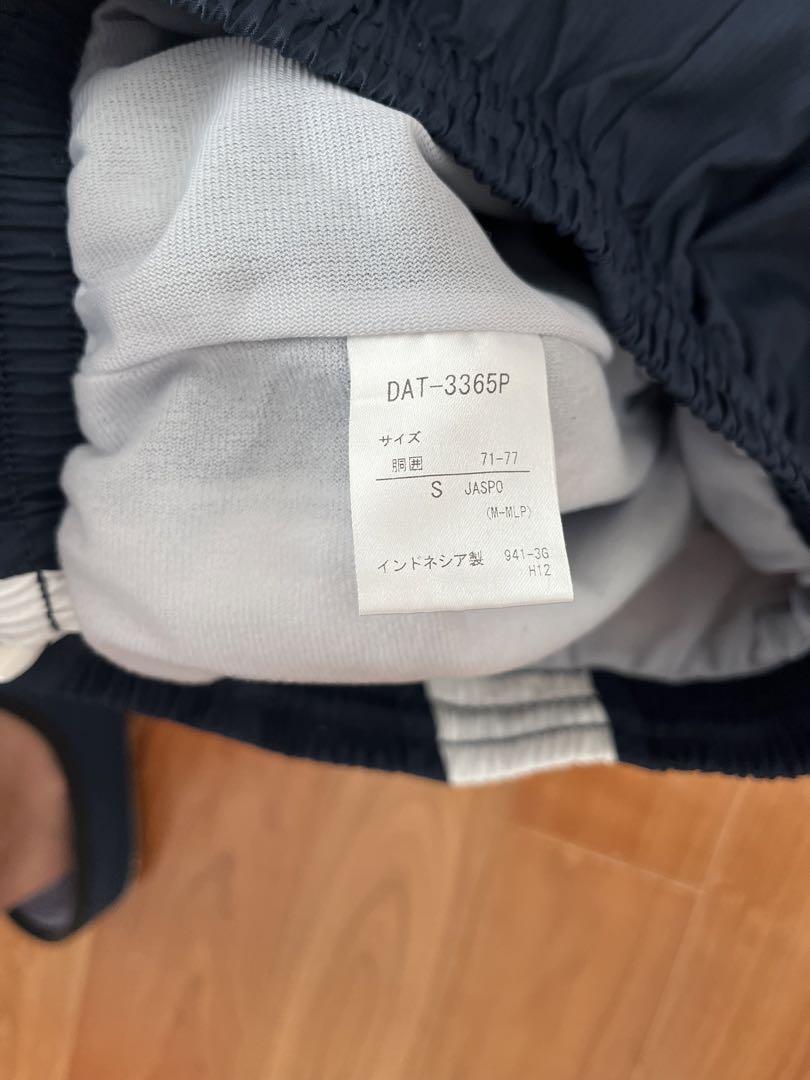 DAT-3365P
サイズ
胴囲 71-77
S JASPO
(M-MLP)
インドネシア製 941-3G
H12